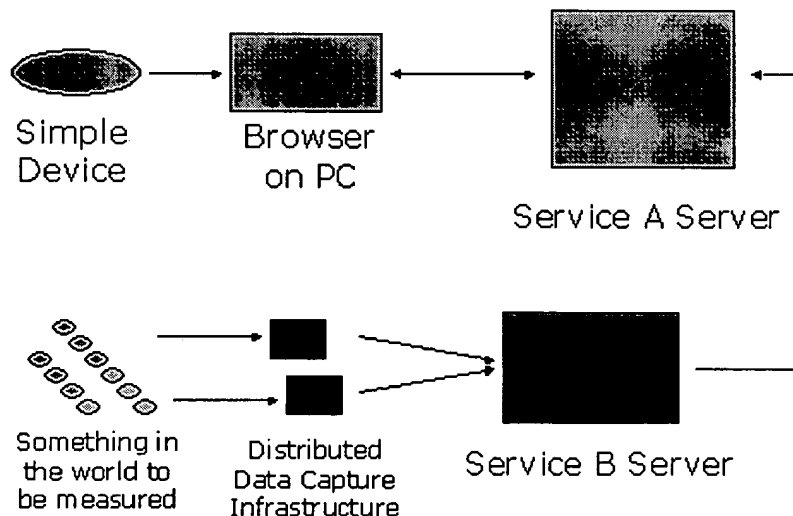 Simple
Device
Browser
on PC
Service A Server
Something in
the world to
be measured
Distributed
Data Capture
Infrastructure
Service B Server